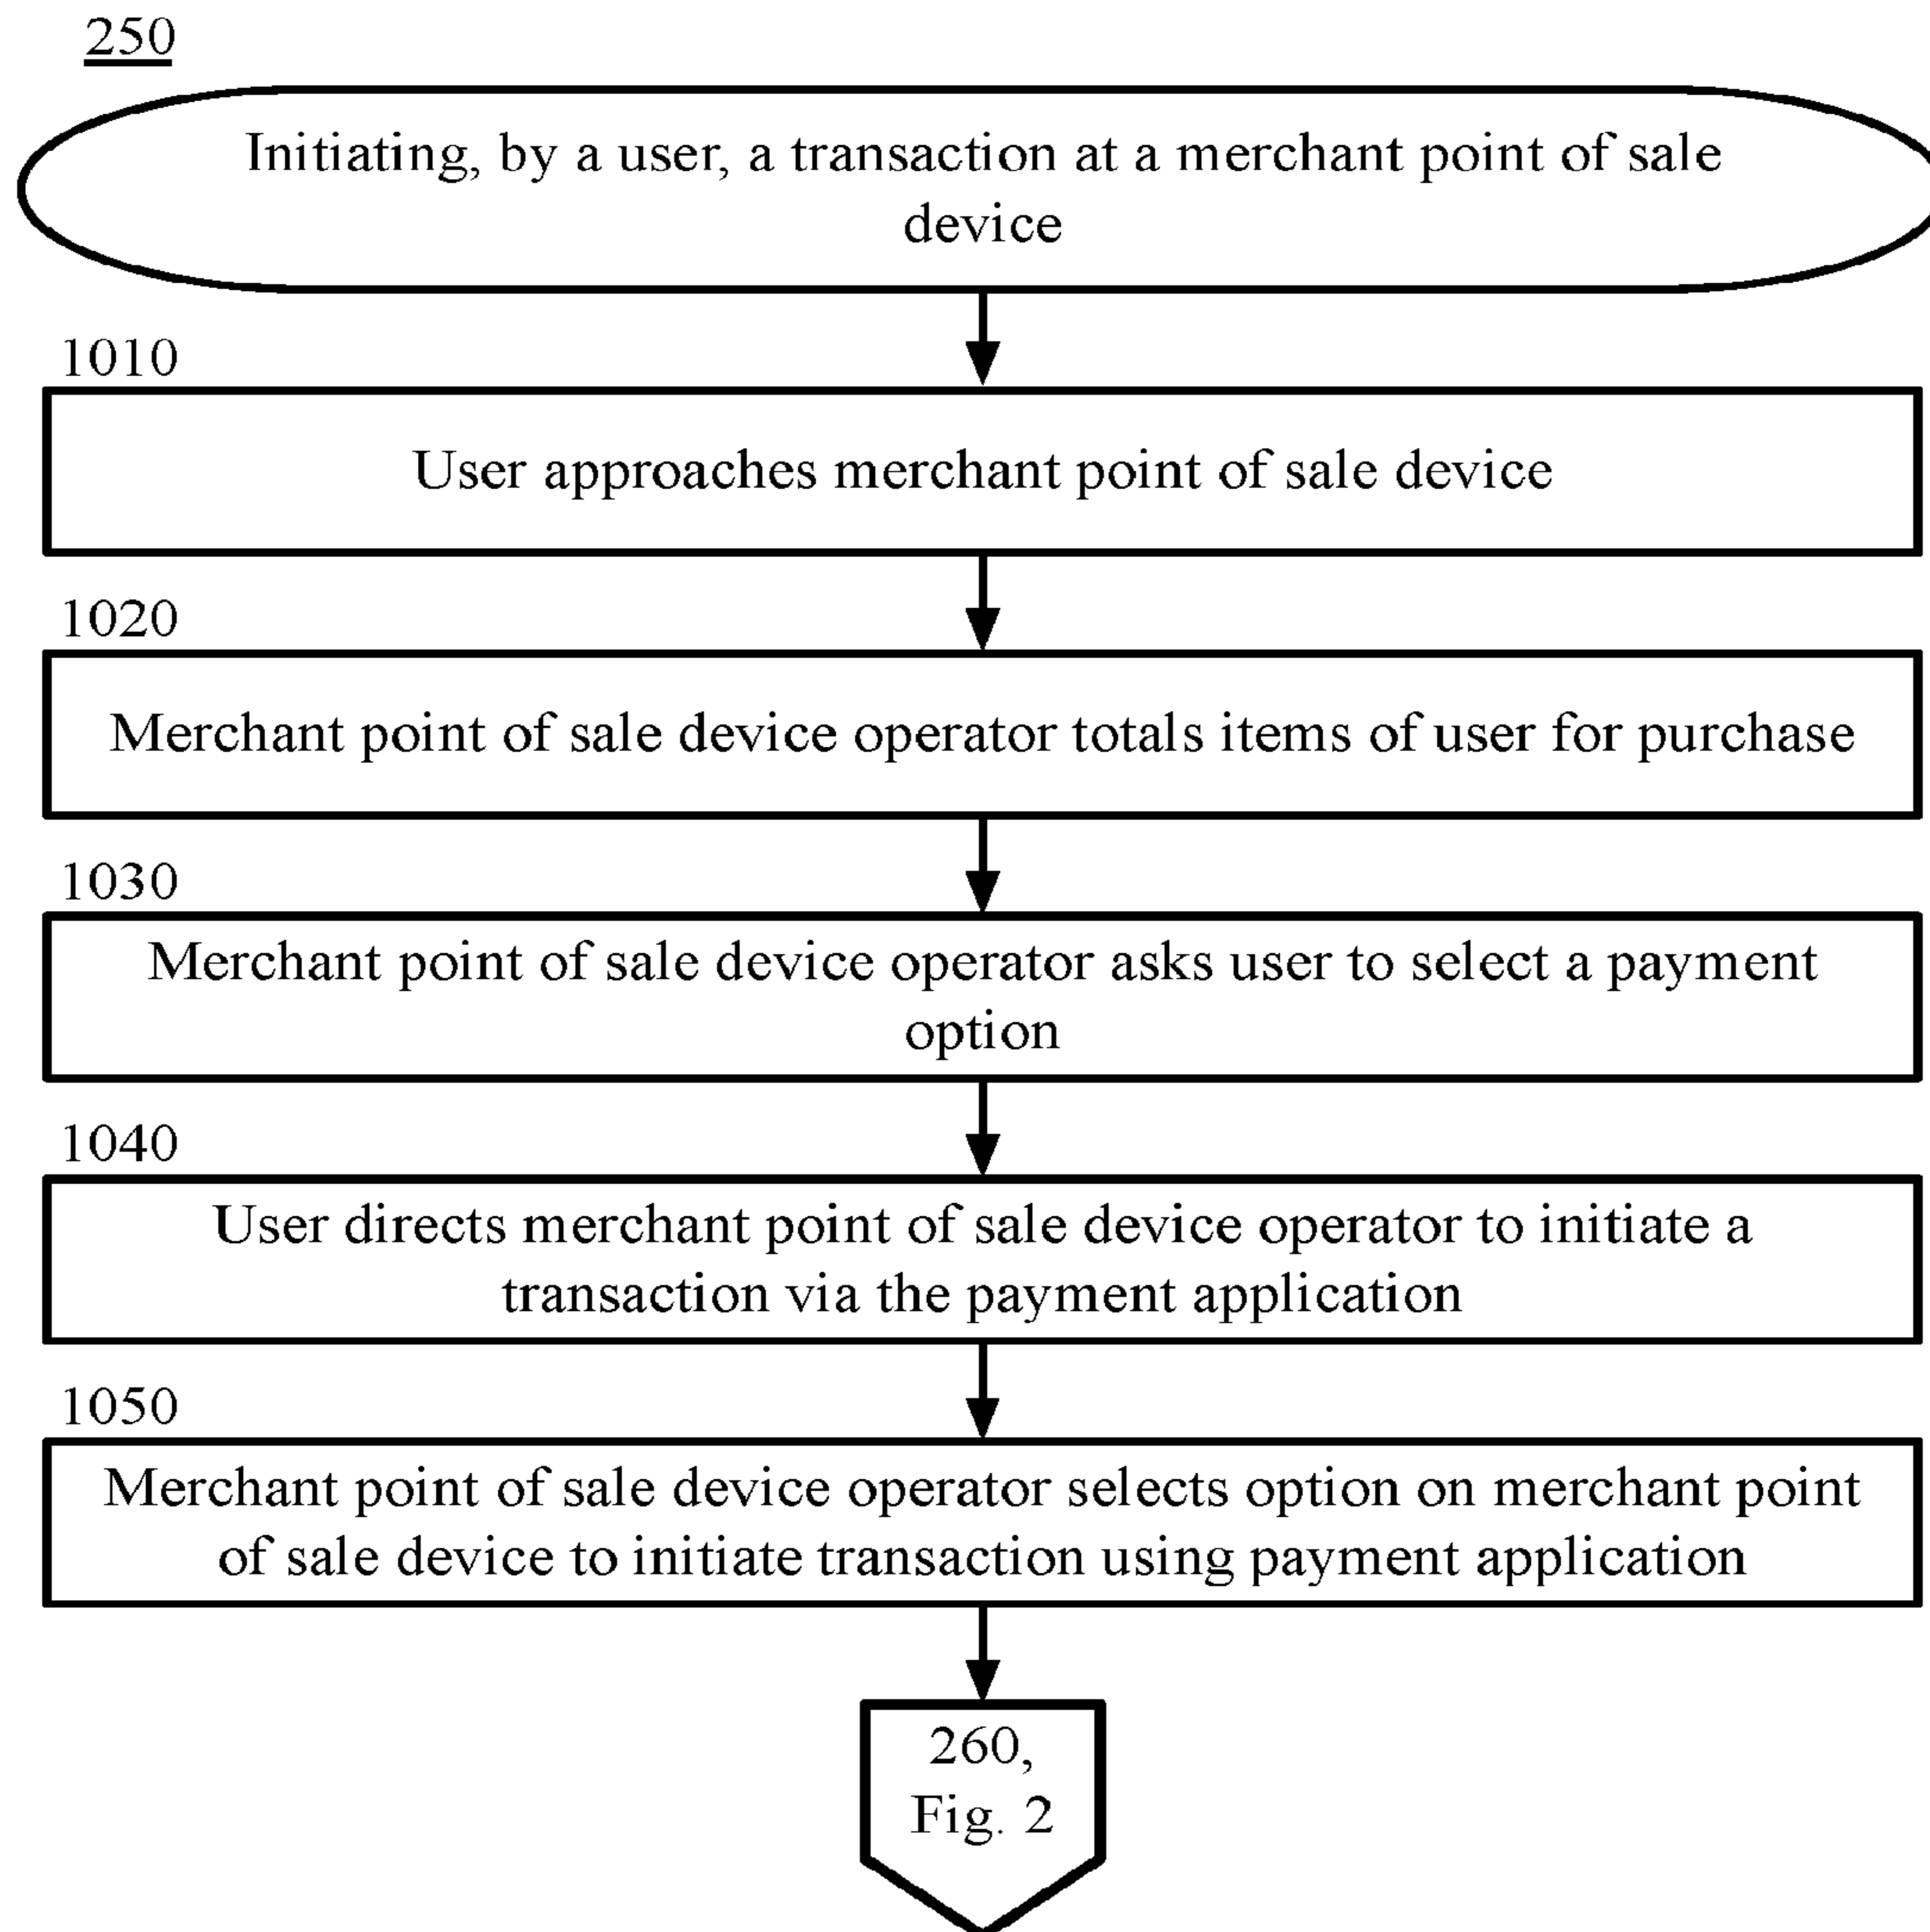 250
Initiating, by a user, a transaction at a merchant point of sale
device
1010
User approaches merchant point of sale device
1020
Merchant point of sale device operator totals items of user for purchase
1030
Merchant point of sale device operator asks user to select a payment
option
1040
User directs merchant point of sale device operator to initiate a
transaction via the payment application
1050
Merchant point of sale device operator selects option on merchant point
of sale device to initiate transaction using payment application
260,
Fig. 2